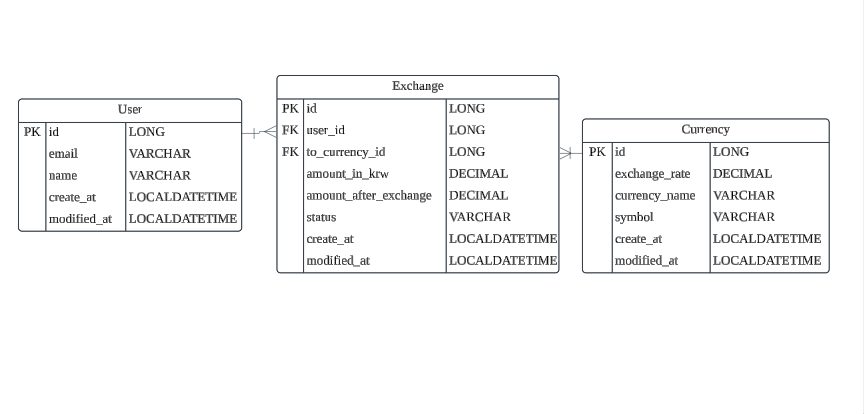 User
PK id LONG
email VARCHAR
name VARCHAR
create_at LOCALDATETIME
modified_at LOCALDATETIME
Exchange
PK id LONG
FK user_id LONG
FK to_currency_id LONG
amount_in_krw DECIMAL
amount_after_exchange DECIMAL
status VARCHAR
create_at LOCALDATETIME
modified_at LOCALDATETIME
Currency
PK id LONG
exchange_rate DECIMAL
currency_name VARCHAR
symbol VARCHAR
create_at LOCALDATETIME
modified_at LOCALDATETIME